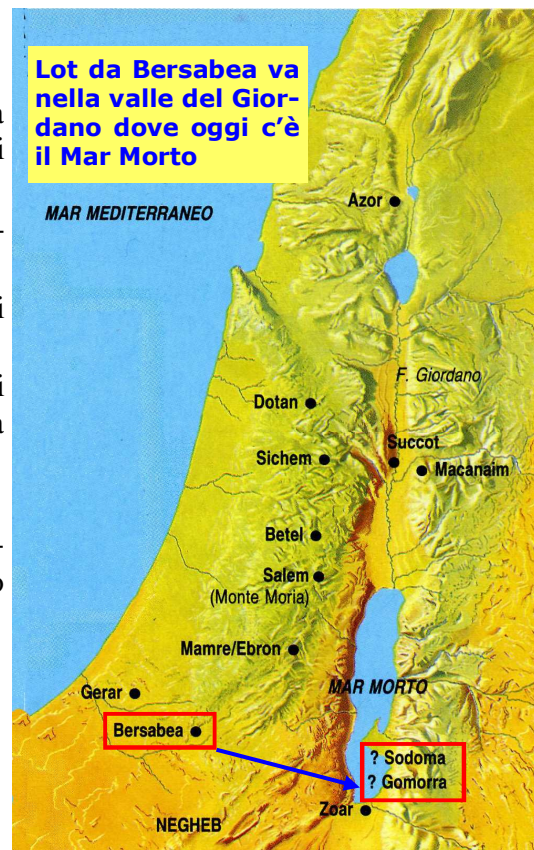 Lot da Bersabea va
nella valle del Gior-
dano dove oggi c'è
il Mar Morto
a
i
MAR MEDITERRANEO
Azor
-
i
F. Giordano
i
a
Dotan
Sichem
Succot
Macanaim
Betel
-
Salem
o
(Monte Moria)
Mamre/Ebron
MAR MORTO
Gerar
Bersabea
? Sodoma
? Gomorra
Zoar
NEGHEB